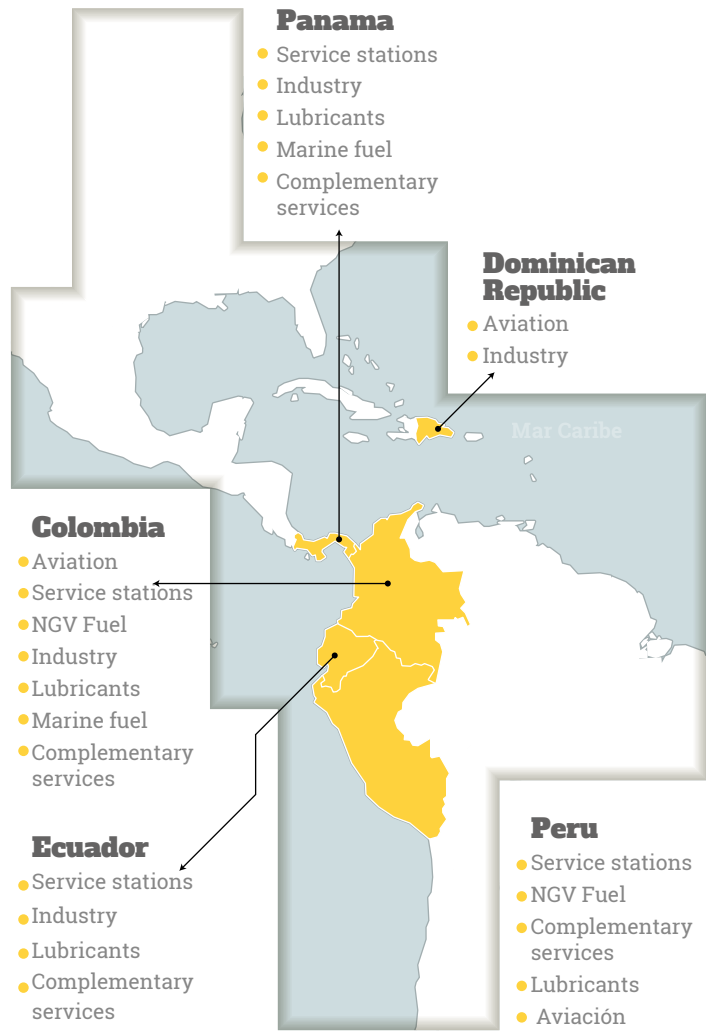 Panama
Service stations
Industry
Lubricants
Marine fuel
Complementary
services
Dominican
Republic
Aviation
Industry
Mar Caribe
Colombia
Aviation
Service stations
NGV Fuel
Industry
Lubricants
Marine fuel
Complementary
services
Ecuador
Service stations
Industry
Lubricants
Complementary
services
Peru
Service stations
NGV Fuel
Complementary
services
Lubricants
Aviación